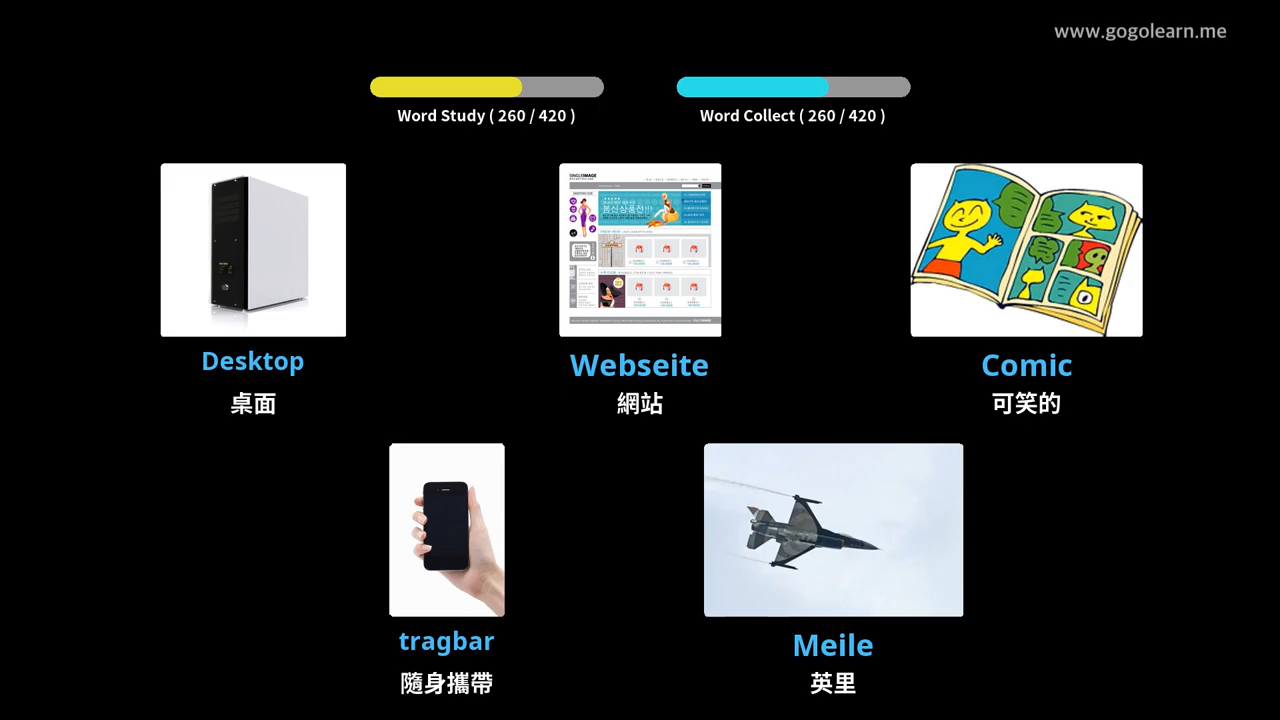 www.gogolearn.me
Word Study ( 260 / 420 )
Word Collect ( 260 / 420 )
Desktop
桌面
Webseite
網站
Comic
可笑的
tragbar
隨身攜帶
Meile
英里